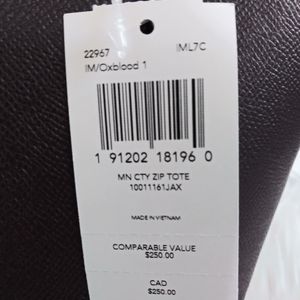 22967 IML7C
IM/Oxblood 1
1 91202 18196 0
MN CTY ZIP TOTE
10011161JAX
MADE IN VIETNAM
COMPARABLE VALUE
$250.00
CAD
$250.00